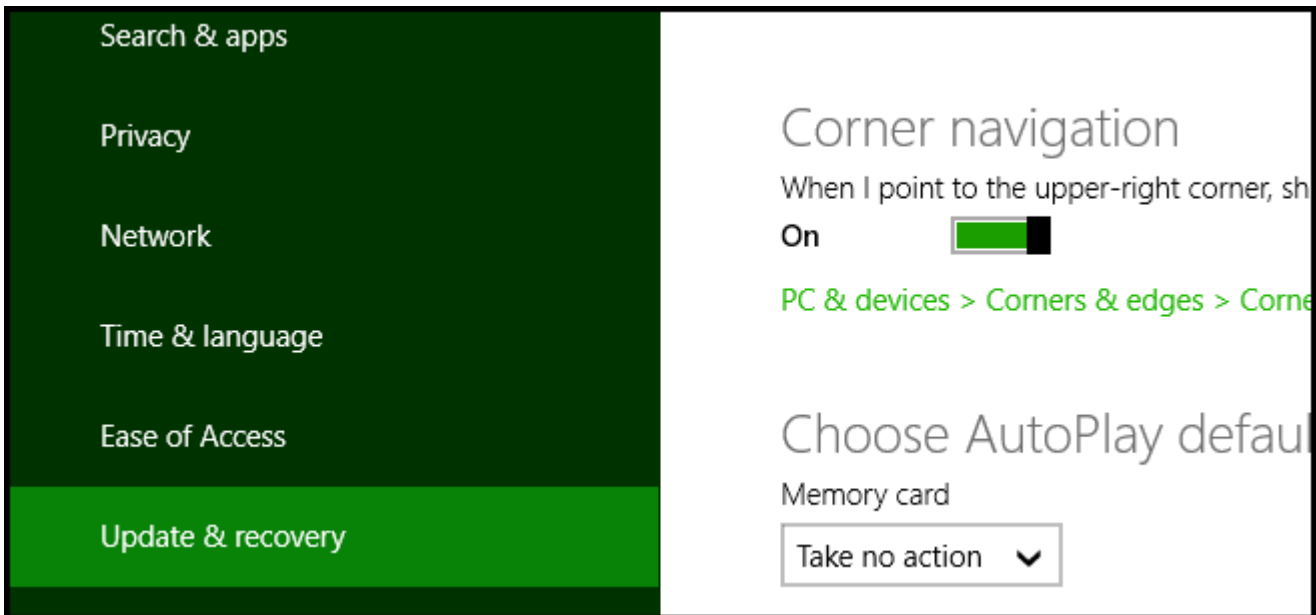 Search & apps
Privacy
Network
Time & language
Ease of Access
Update & recovery
Corner navigation
When I point to the upper-right corner, sh
On
PC & devices > Corners & edges > Corne
Choose AutoPlay defaul
Memory card
Take no action